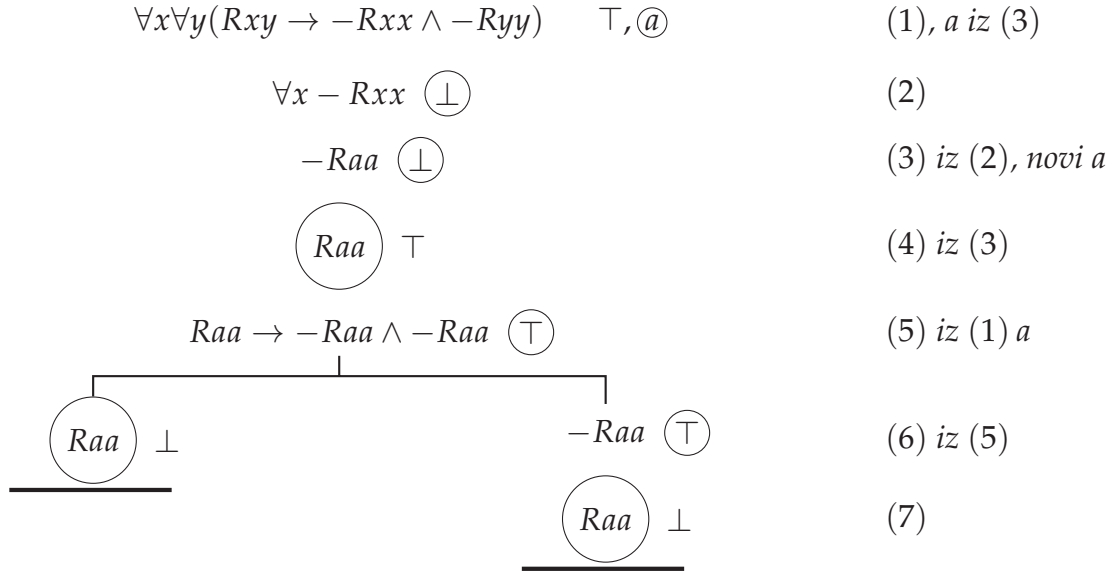 ∀x∀y(Rxy → −Rxx ∧ −Ryy) ⊤, a (1), a iz (3)
∀x − Rxx ⊥ (2)
−Raa ⊥ (3) iz (2), novi a
Raa ⊤ (4) iz (3)
Raa → −Raa ∧ −Raa ⊤ (5) iz (1) a
Raa ⊥ −Raa ⊤ (6) iz (5)
Raa ⊥ (7)